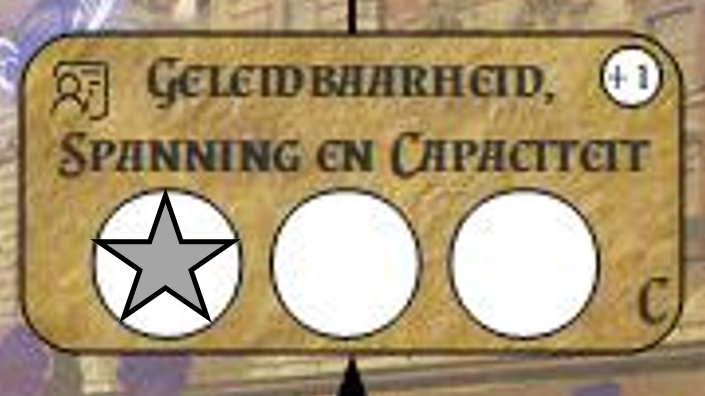 Geleidbaarheid,
+1
Spanning en Capaciteit
C